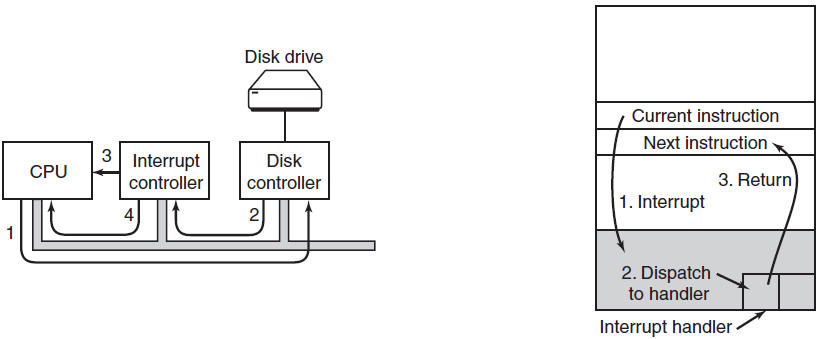 Disk drive
CPU
3
Interrupt
controller
Disk
controller
1
4
2
Current instruction
Next instruction
3. Return
1. Interrupt
2. Dispatch
to handler
Interrupt handler